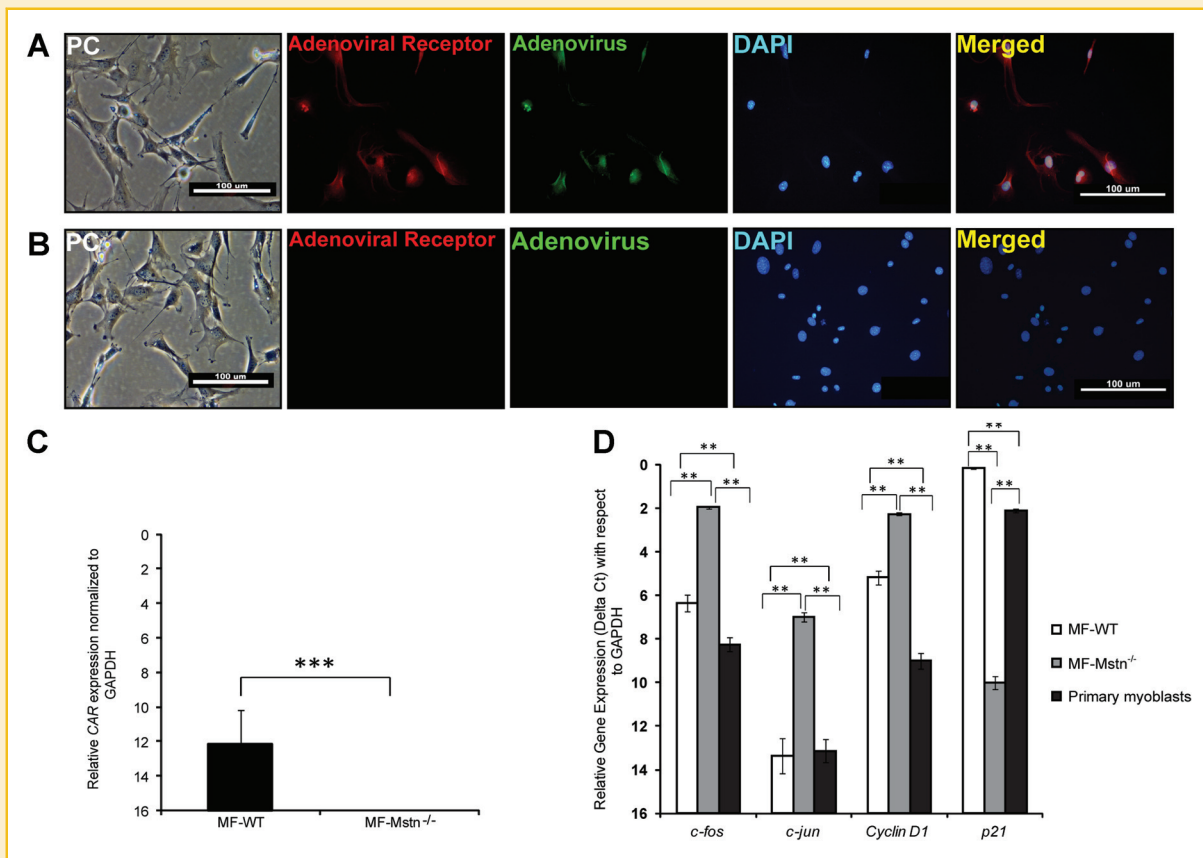 A
PC
Adenoviral Receptor
Adenovirus
DAPI
Merged
100 um
100 um
B
PC
Adenoviral Receptor
Adenovirus
DAPI
Merged
100 um
100 um
C
Relative CAR expression normalized to
GAPDH
0
2
4
6
8
10
12
14
16
***
MF-WT
MF-Mstn⁻/⁻
D
Relative Gene Expression (Delta Ct) with respect
to GAPDH
0
2
4
6
8
10
12
14
16
**
**
**
**
**
**
**
**
**
**
**
**
c-fos
c-jun
Cyclin D1
p21
MF-WT
MF-Mstn⁻/⁻
Primary myoblasts